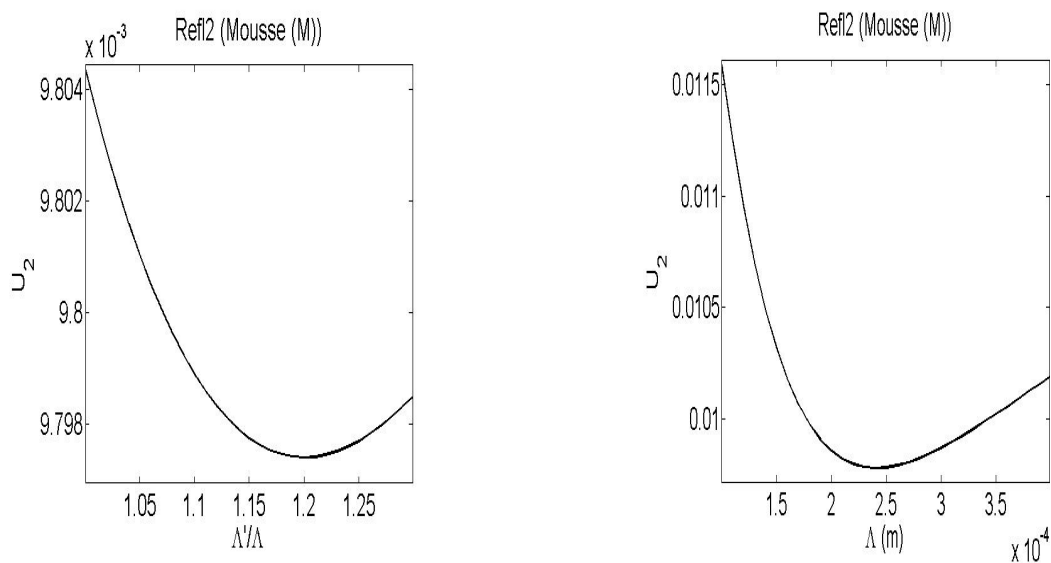 Refl2 (Mousse (M))
x 10⁻³
9.804
9.802
9.8
9.798
U₂
1.05 1.1 1.15 1.2 1.25
Λ'/Λ
Refl2 (Mousse (M))
0.0115
0.011
0.0105
0.01
U₂
1.5 2 2.5 3 3.5
Λ (m)
x 10⁻⁴